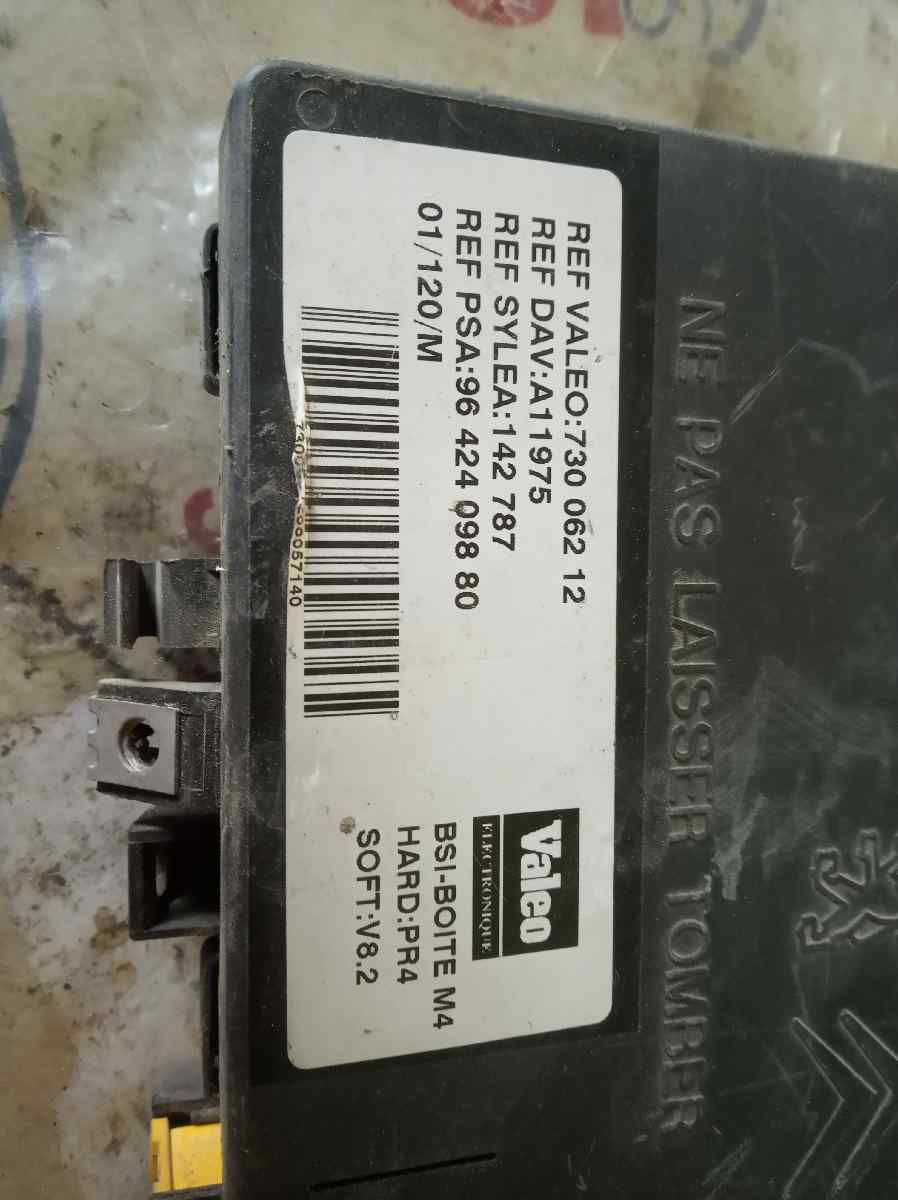 REF VALEO:730 062 12
REF DAV:A11975
REF SYLEA:142 787
REF PSA:96 424 098 80
01/120/M
Valeo
ELECTRONIQUE
BSI-BOITE M4
HARD:PR4
SOFT:V8.2
NE PAS LAISSER TOMBER